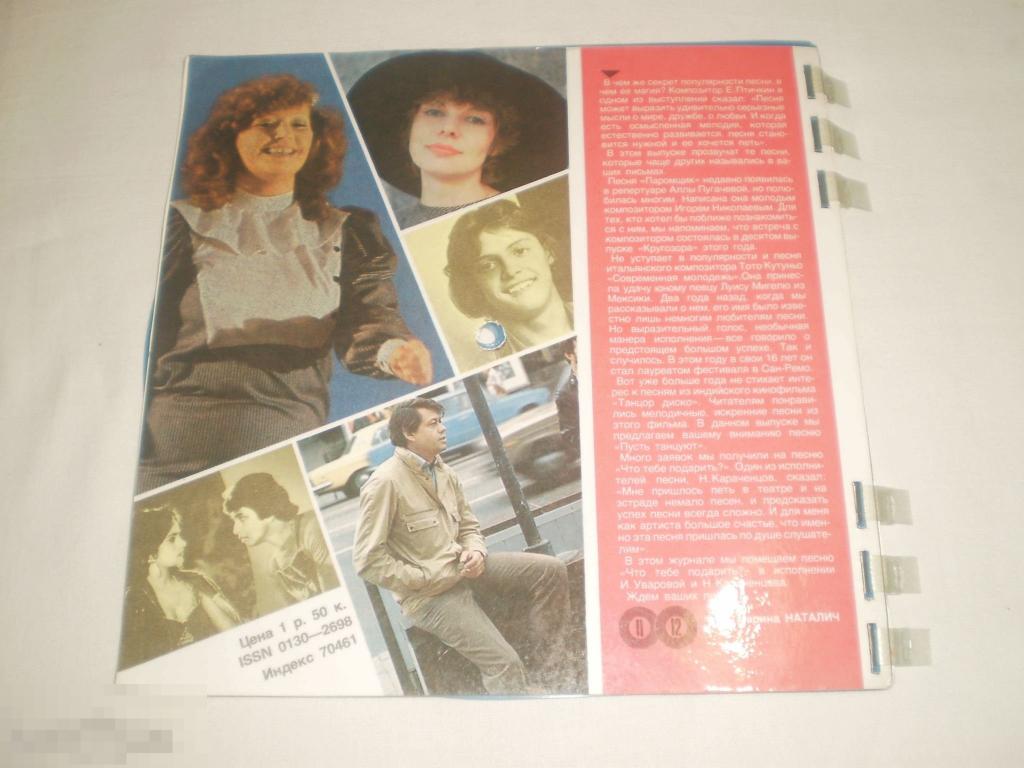 В чем же секрет популярности песни, в
чем ее магия? Композитор Е. Птичкин в
одном из выступлений сказал: «Песня
может выразить удивительно серьезные
мысли о мире, дружбе, о любви. И когда
есть осмысленная мелодия, которая
естественно развивается, песня стано-
вится нужной и ее хочется петь».
В этом выпуске прозвучат те песни,
которые чаще других назывались в ва-
ших письмах.
Песня «Паромщик» недавно появилась
в репертуаре Аллы Пугачевой, но полю-
билась многим. Написана она молодым
композитором Игорем Николаевым. Для
тех, кто хотел бы поближе познакомить-
ся с ним, мы напоминаем, что встреча с
композитором состоялась в десятом вы-
пуске «Кругозора» этого года.
Не уступает в популярности и песня
итальянского композитора Тото Кутуньо
«Современная молодежь». Она принес-
ла удачу юному певцу Луису Мигелю из
Мексики. Два года назад, когда мы
рассказывали о нем, его имя было изве-
стно лишь немногим любителям песни.
Но выразительный голос, необычная
манера исполнения — все говорило о
предстоящем большом успехе. Так и
случилось. В этом году в свои 16 лет он
стал лауреатом фестиваля в Сан-Ремо.
Вот уже больше года не стихает инте-
рес к песням из индийского кинофильма
«Танцор диско». Читателям понрави-
лись мелодичные, искренние песни из
этого фильма. В данном выпуске мы
предлагаем вашему вниманию песню
«Пусть танцуют».
Много заявок мы получили на песню
«Что тебе подарить?». Один из исполни-
телей песни, Н. Караченцов, сказал:
«Мне пришлось петь в театре и на
эстраде немало песен, и предсказать
успех песни всегда сложно. И для меня
как артиста большое счастье, что имен-
но эта песня пришлась по душе слушате-
лям».
В этом журнале мы помещаем песню
«Что тебе подарить?» в исполнении
И. Уваровой и Н. Караченцова.
Ждем ваших
11 12
НАТАЛИЧ
Цена 1 р. 50 к.
ISSN 0130—2698
Индекс 70461